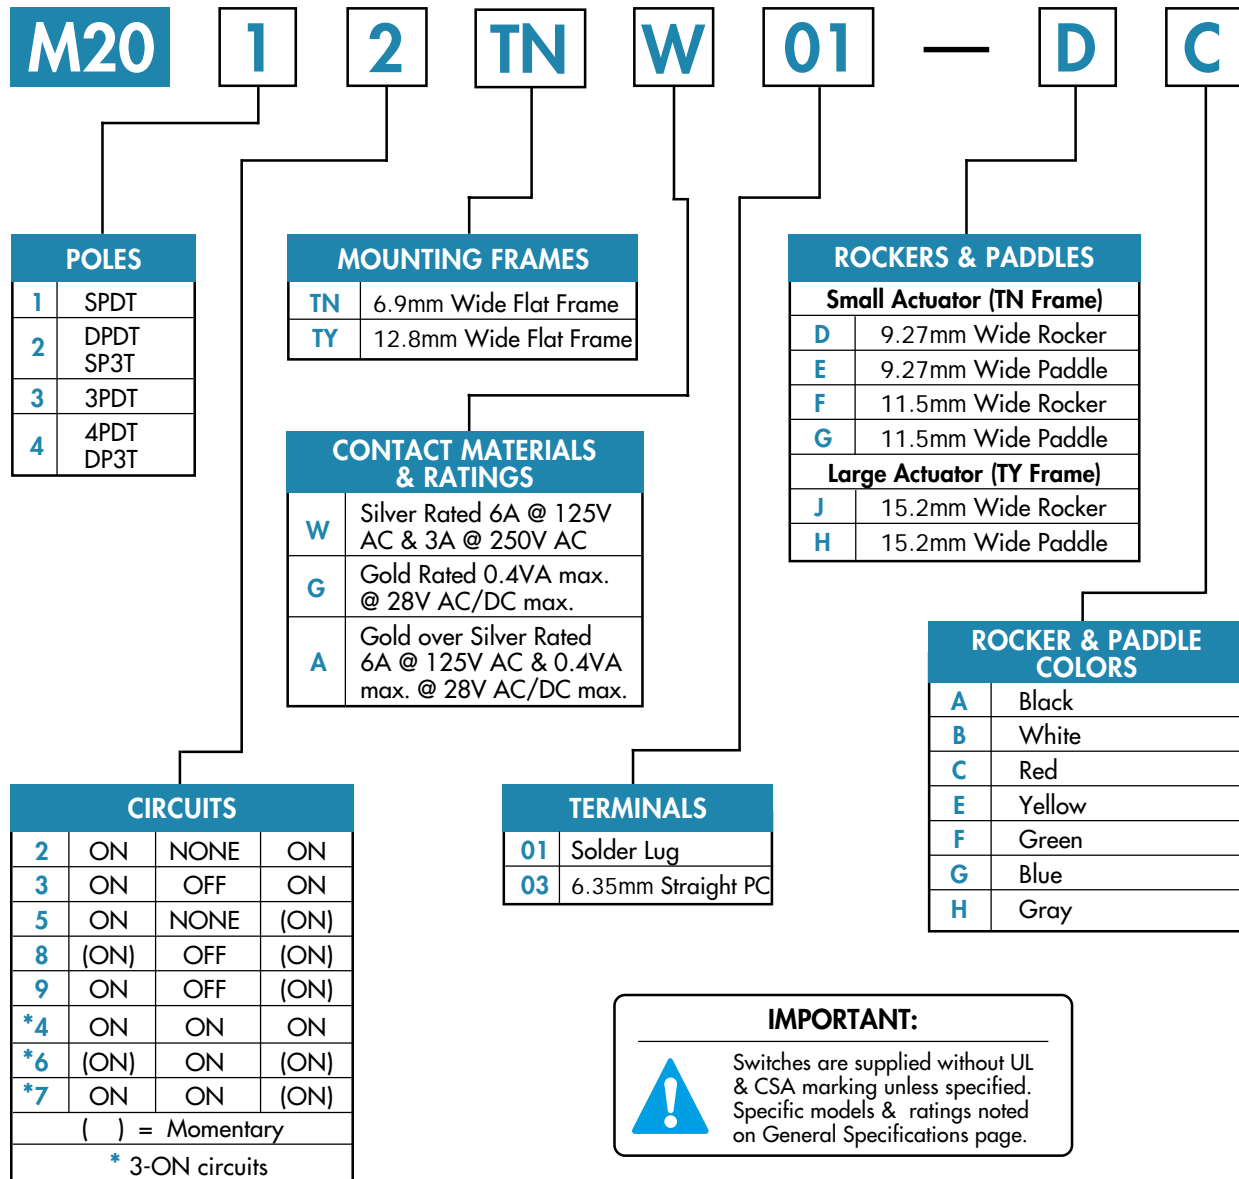 M20 1 2 TN W 01 — D C
POLES
1 SPDT
2 DPDT
SP3T
3 3PDT
4 4PDT
DP3T
MOUNTING FRAMES
TN 6.9mm Wide Flat Frame
TY 12.8mm Wide Flat Frame
CONTACT MATERIALS
& RATINGS
W Silver Rated 6A @ 125V
AC & 3A @ 250V AC
G Gold Rated 0.4VA max.
@ 28V AC/DC max.
A Gold over Silver Rated
6A @ 125V AC & 0.4VA
max. @ 28V AC/DC max.
ROCKERS & PADDLES
Small Actuator (TN Frame)
D 9.27mm Wide Rocker
E 9.27mm Wide Paddle
F 11.5mm Wide Rocker
G 11.5mm Wide Paddle
Large Actuator (TY Frame)
J 15.2mm Wide Rocker
H 15.2mm Wide Paddle
ROCKER & PADDLE
COLORS
A Black
B White
C Red
E Yellow
F Green
G Blue
H Gray
CIRCUITS
2 ON NONE ON
3 ON OFF ON
5 ON NONE (ON)
8 (ON) OFF (ON)
9 ON OFF (ON)
*4 ON ON ON
*6 (ON) ON (ON)
*7 ON ON (ON)
( ) = Momentary
* 3-ON circuits
TERMINALS
01 Solder Lug
03 6.35mm Straight PC
IMPORTANT:
Switches are supplied without UL
& CSA marking unless specified.
Specific models & ratings noted
on General Specifications page.